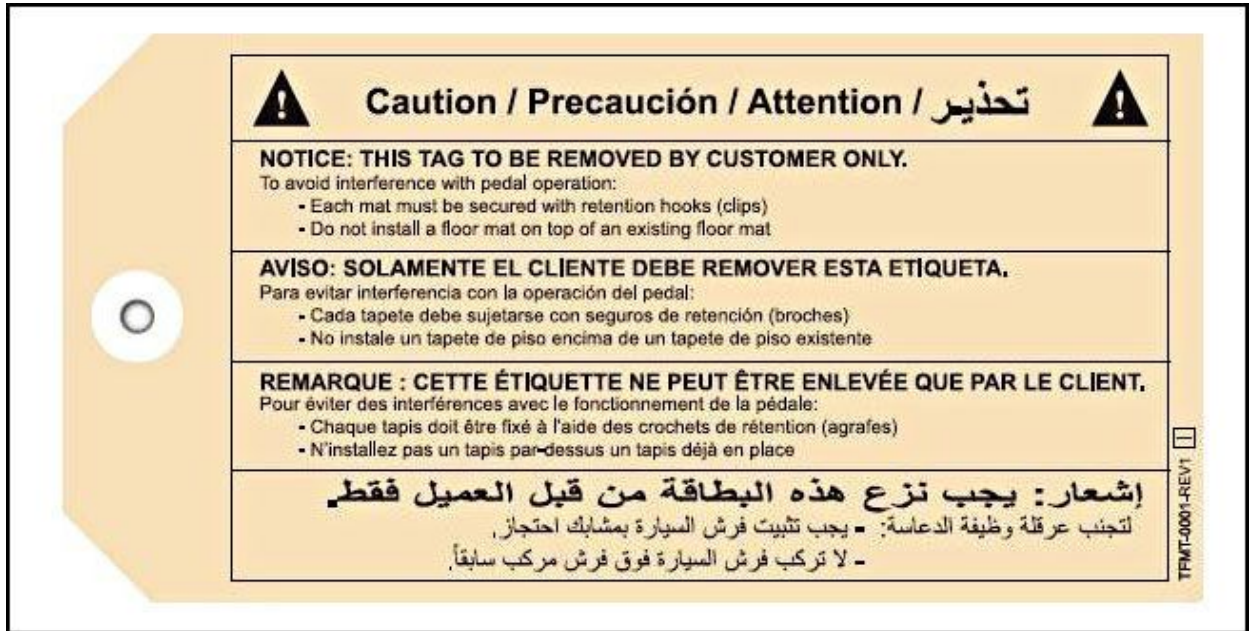 Caution / Precaución / Attention / تحذير
NOTICE: THIS TAG TO BE REMOVED BY CUSTOMER ONLY.
To avoid interference with pedal operation:
- Each mat must be secured with retention hooks (clips)
- Do not install a floor mat on top of an existing floor mat
AVISO: SOLAMENTE EL CLIENTE DEBE REMOVER ESTA ETIQUETA.
Para evitar interferencia con la operación del pedal:
- Cada tapete debe sujetarse con seguros de retención (broches)
- No instale un tapete de piso encima de un tapete de piso existente
REMARQUE : CETTE ÉTIQUETTE NE PEUT ÊTRE ENLEVÉE QUE PAR LE CLIENT.
Pour éviter des interférences avec le fonctionnement de la pédale:
- Chaque tapis doit être fixé à l'aide des crochets de rétention (agrafes)
- N'installez pas un tapis par-dessus un tapis déjà en place
إشعار: يجب نزع هذه البطاقة من قبل العميل فقط.
لتجنب عرقلة وظيفة الدعاسة: - يجب تثبيت فرش السيارة بمشابك احتجاز.
- لا تركب فرش السيارة فوق فرش مركب سابقاً.
TFMT-0001-REV1